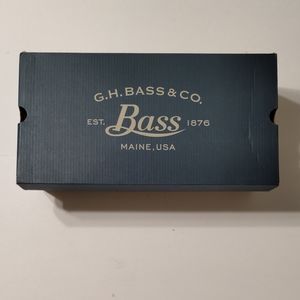 G.H. BASS & CO.
EST. Bass 1876
MAINE, USA